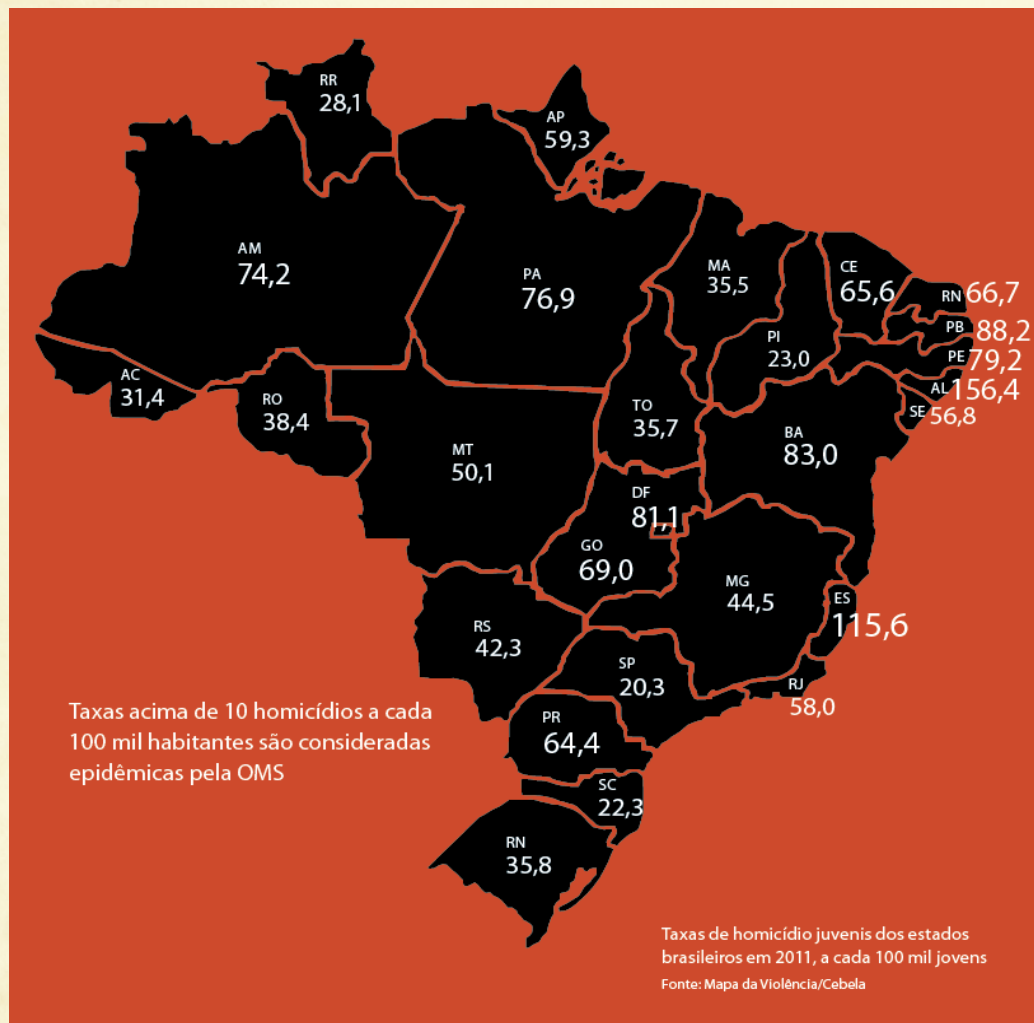 RR
28,1
AP
59,3
AM
74,2
PA
76,9
MA
35,5
CE
65,6
RN 66,7
PB 88,2
PI
23,0
PE 79,2
AC
31,4
RO
38,4
TO
35,7
AL 156,4
SE 56,8
BA
83,0
MT
50,1
DF
81,1
GO
69,0
MG
44,5
ES
115,6
RS
42,3
SP
20,3
RJ
58,0
PR
64,4
SC
22,3
RN
35,8
Taxas acima de 10 homicídios a cada
100 mil habitantes são consideradas
epidêmicas pela OMS
Taxas de homicídio juvenis dos estados
brasileiros em 2011, a cada 100 mil jovens
Fonte: Mapa da Violência/Cebela